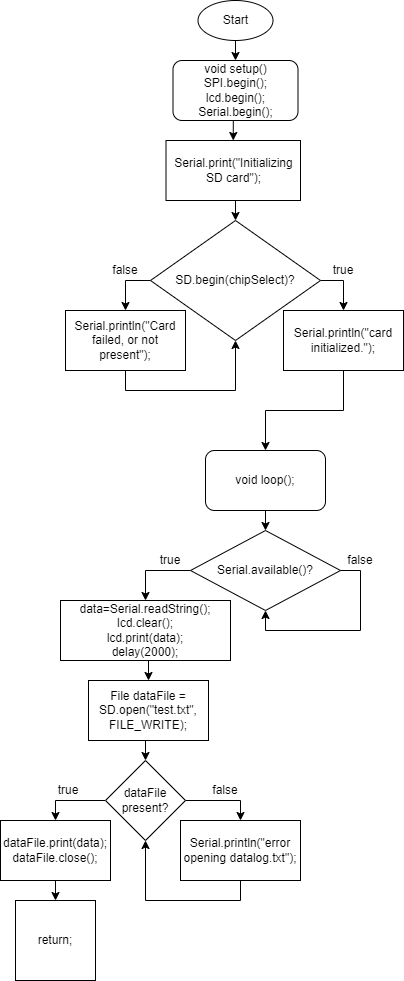 Start
void setup()
SPI.begin();
lcd.begin();
Serial.begin();
Serial.print("Initializing
SD card");
SD.begin(chipSelect)?
false
true
Serial.println("Card
failed, or not
present");
Serial.println("card
initialized.");
void loop();
Serial.available()?
true
false
data=Serial.readString();
lcd.clear();
lcd.print(data);
delay(2000);
File dataFile =
SD.open("test.txt",
FILE_WRITE);
dataFile
present?
true
false
dataFile.print(data);
dataFile.close();
Serial.println("error
opening datalog.txt");
return;